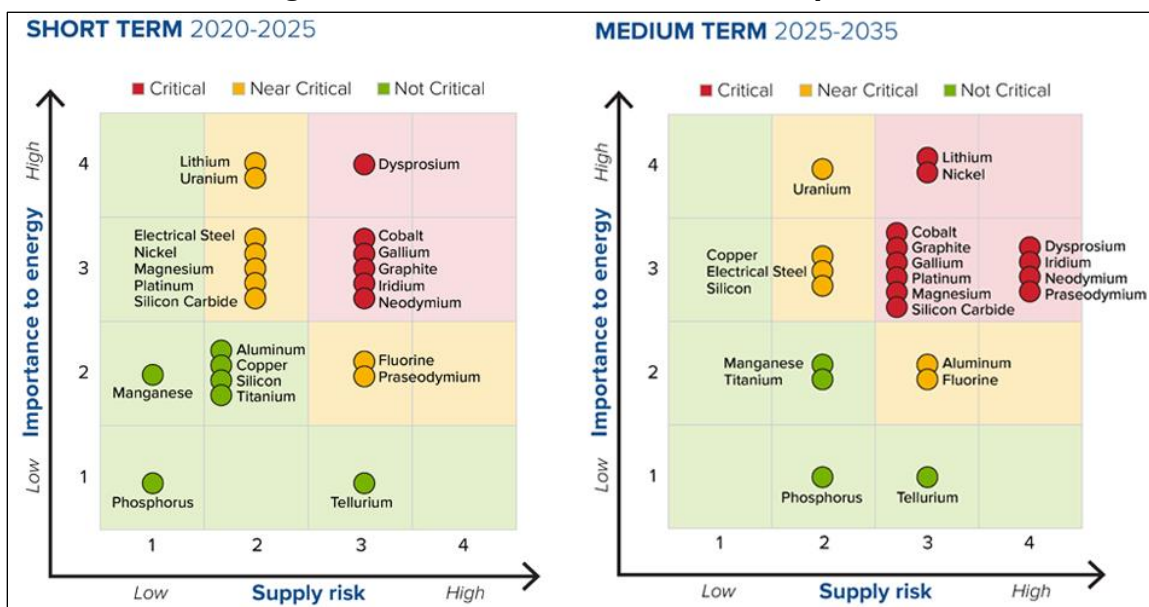 SHORT TERM 2020-2025
Critical
Near Critical
Not Critical
Importance to energy
High
Low
4
3
2
1
Lithium
Uranium
Dysprosium
Electrical Steel
Nickel
Magnesium
Platinum
Silicon Carbide
Cobalt
Gallium
Graphite
Iridium
Neodymium
Manganese
Aluminum
Copper
Silicon
Titanium
Fluorine
Praseodymium
Phosphorus
Tellurium
1
2
3
4
Low
Supply risk
High
MEDIUM TERM 2025-2035
Critical
Near Critical
Not Critical
Importance to energy
High
Low
4
3
2
1
Uranium
Lithium
Nickel
Copper
Electrical Steel
Silicon
Cobalt
Graphite
Gallium
Platinum
Magnesium
Silicon Carbide
Dysprosium
Iridium
Neodymium
Praseodymium
Manganese
Titanium
Aluminum
Fluorine
Phosphorus
Tellurium
1
2
3
4
Low
Supply risk
High